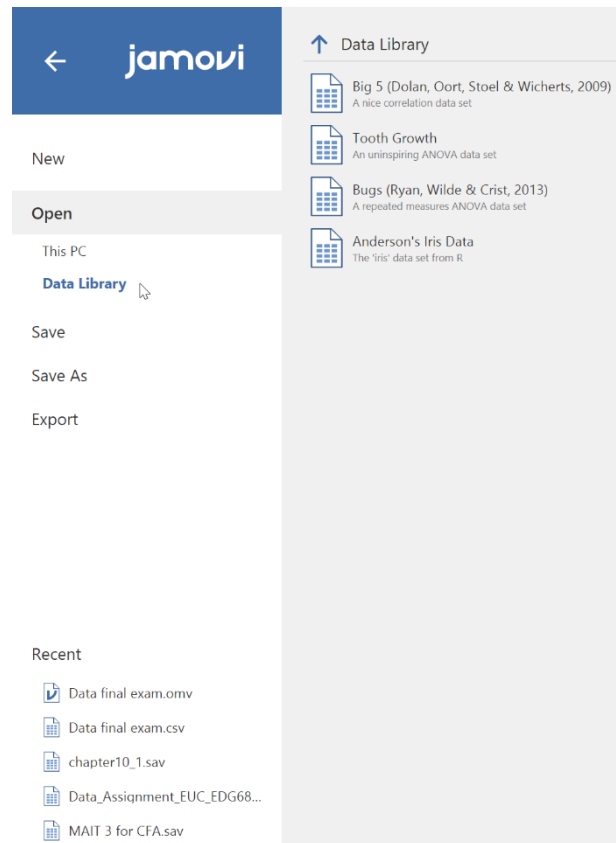 jamovi
New
Open
This PC
Data Library
Save
Save As
Export
Recent
Data final exam.omv
Data final exam.csv
chapter10_1.sav
Data_Assignment_EUC_EDG68...
MAIT 3 for CFA.sav
Data Library
Big 5 (Dolan, Oort, Stoel & Wicherts, 2009)
A nice correlation data set
Tooth Growth
An uninspiring ANOVA data set
Bugs (Ryan, Wilde & Crist, 2013)
A repeated measures ANOVA data set
Anderson's Iris Data
The 'iris' data set from R